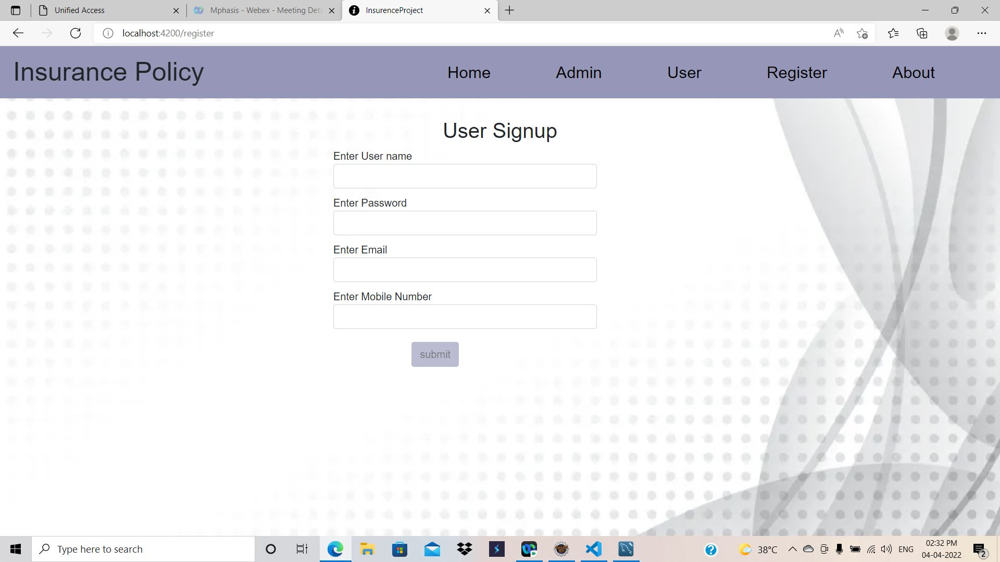 Unified Access
Mphasis - Webex - Meeting Deta
InsurenceProject
localhost:4200/register
Insurance Policy
Home
Admin
User
Register
About
User Signup
Enter User name
Enter Password
Enter Email
Enter Mobile Number
submit
Type here to search
38°C
ENG
02:32 PM
04-04-2022
2